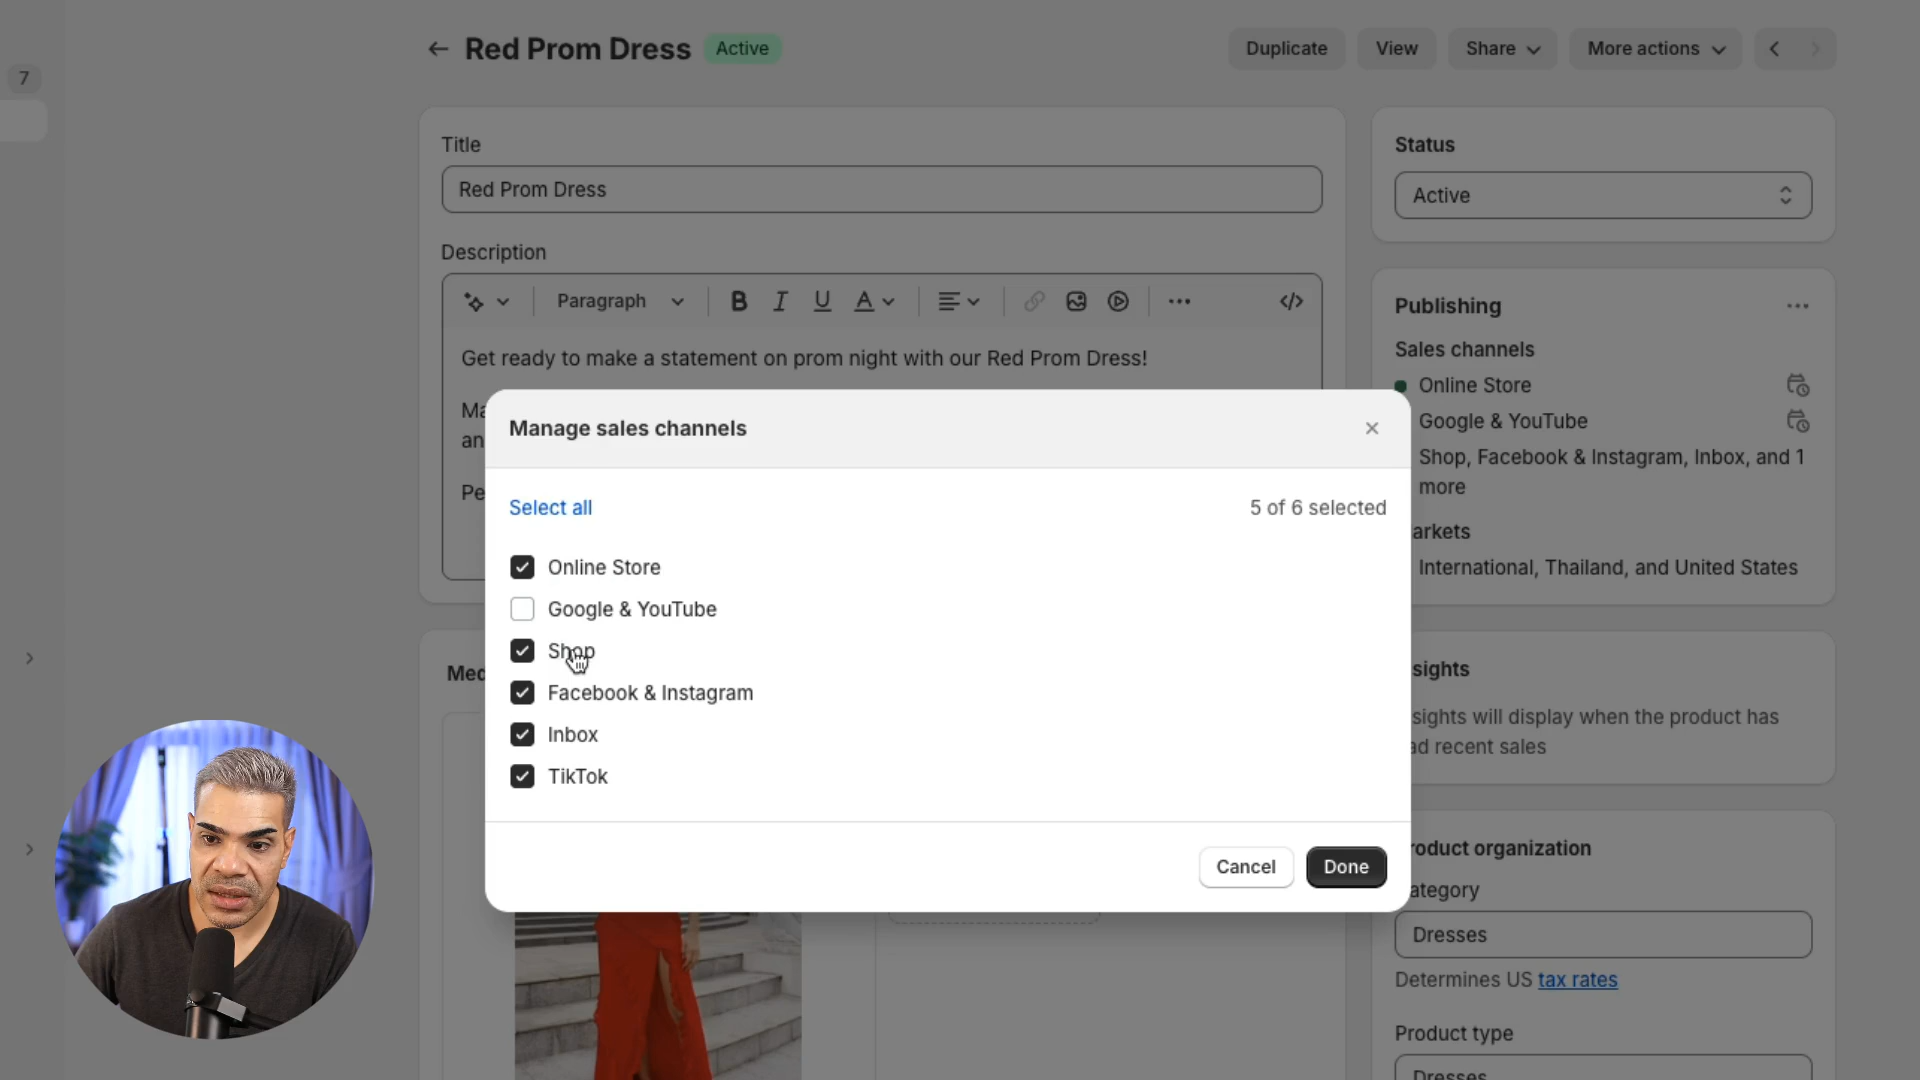 7
Red Prom Dress
Active
Duplicate
View
Share
More actions
Title
Red Prom Dress
Description
Paragraph
B I U A
Get ready to make a statement on prom night with our Red Prom Dress!
Ma
an
Pe
Status
Active
Publishing
Sales channels
Online Store
Google & YouTube
Shop, Facebook & Instagram, Inbox, and 1
more
arkets
International, Thailand, and United States
Manage sales channels
Select all
5 of 6 selected
Online Store
Google & YouTube
Shop
Facebook & Instagram
Inbox
TikTok
Cancel
Done
Med
sights
sights will display when the product has
ad recent sales
roduct organization
ategory
Dresses
Determines US tax rates
Product type
Dresses